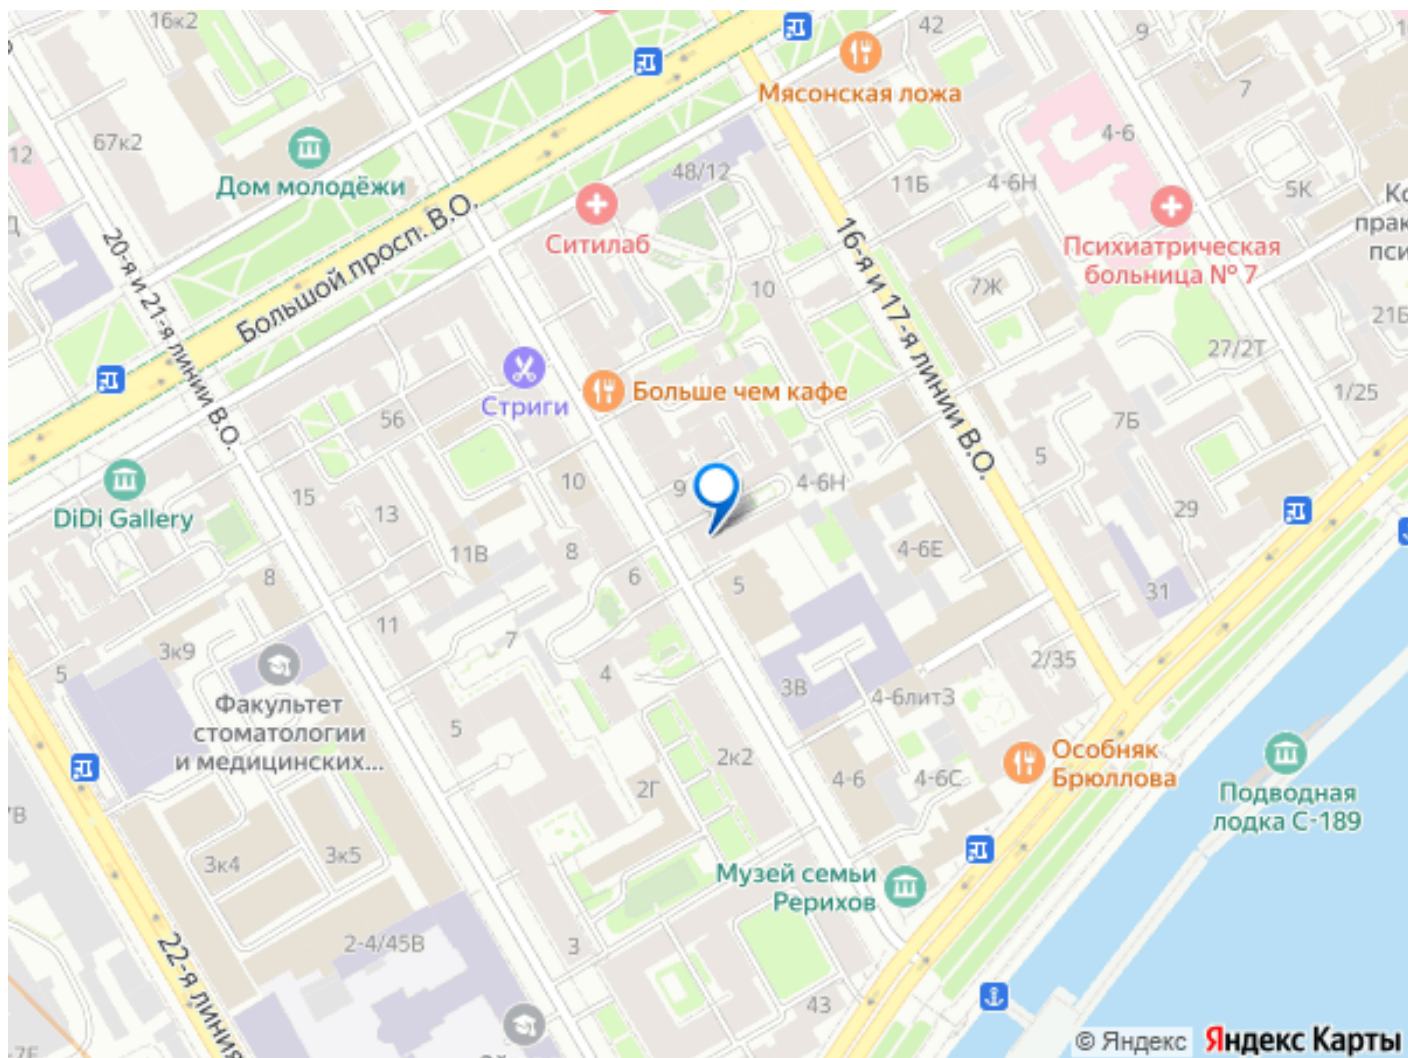 16к2
42
9
7
Мясонская ложа
67к2
12
4-6
Дом молодёжи
48/12
11Б
4-6Н
5К
Д
Большой просп. В.О.
Ситилаб
16-я и 17-я линии В.О.
Психиатрическая
больница № 7
20-я и 21-я линии В.О.
10
7Ж
21Б
27/2Т
Стриги
Больше чем кафе
1/25
56
7Б
5
15
10
9
4-6Н
DiDi Gallery
13
29
11В
8
4-6Е
8
6
5
31
11
3к9
7
2/35
5
4
3В
4-6литЗ
Факультет
стоматологии
и медицинских...
5
2к2
Особняк
Брюллова
2Г
4-6
4-6С
Подводная
лодка С-189
3к4
3к5
Музей семьи
Рерихов
22-я линия
2-4/45В
3
43
© Яндекс
Яндекс Карты